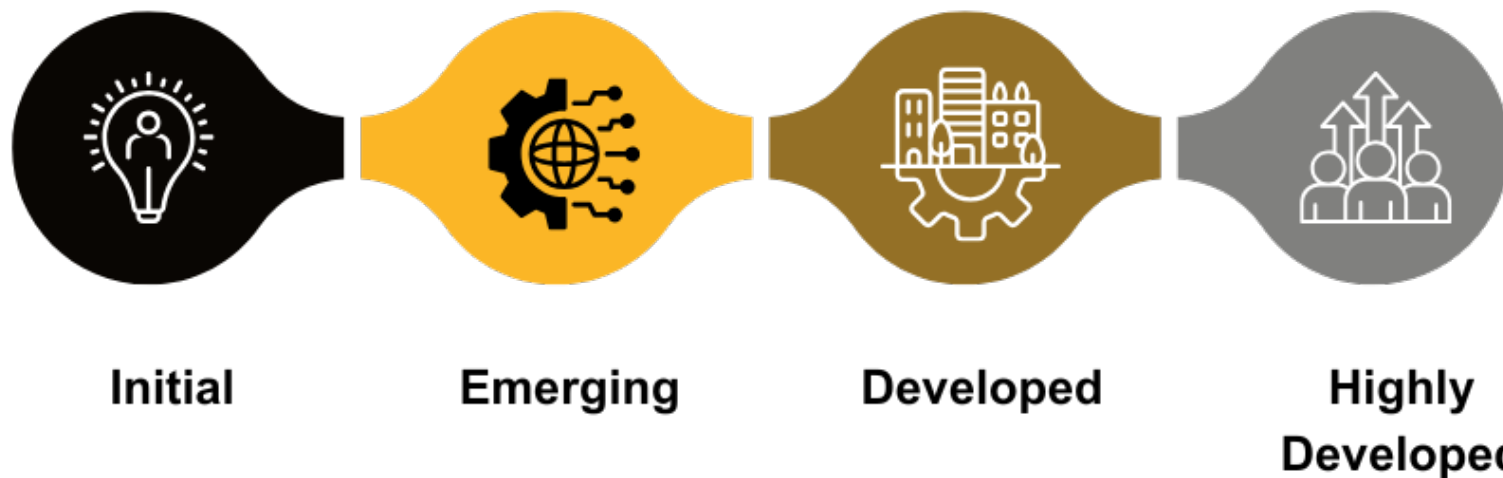 Initial
Emerging
Developed
Highly
Developed